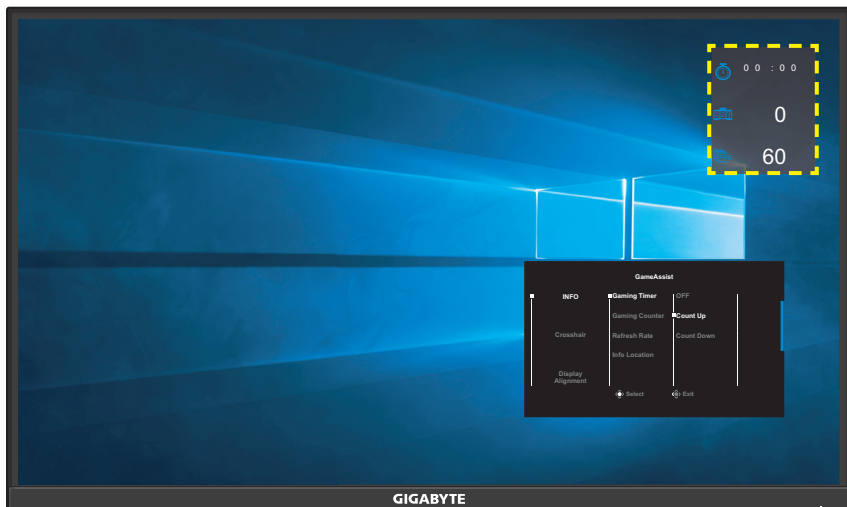 00:00
0
60
GameAssist
INFO
Gaming Timer
OFF
Gaming Counter
Count Up
Crosshair
Refresh Rate
Count Down
Info Location
Display
Alignment
Select
Exit
GIGABYTE